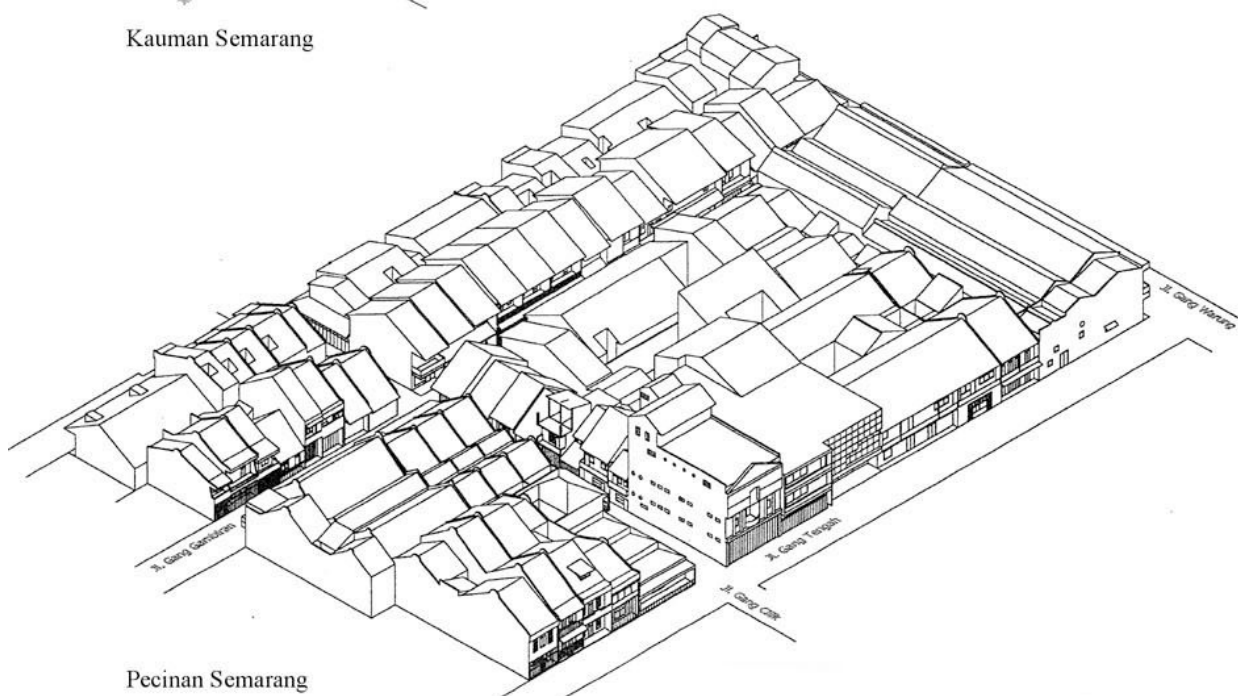 Kauman Semarang
Jl. Gang Warung
Jl. Gang Gambiran
Jl. Gang Tengah
Jl. Gang Cilik
Pecinan Semarang